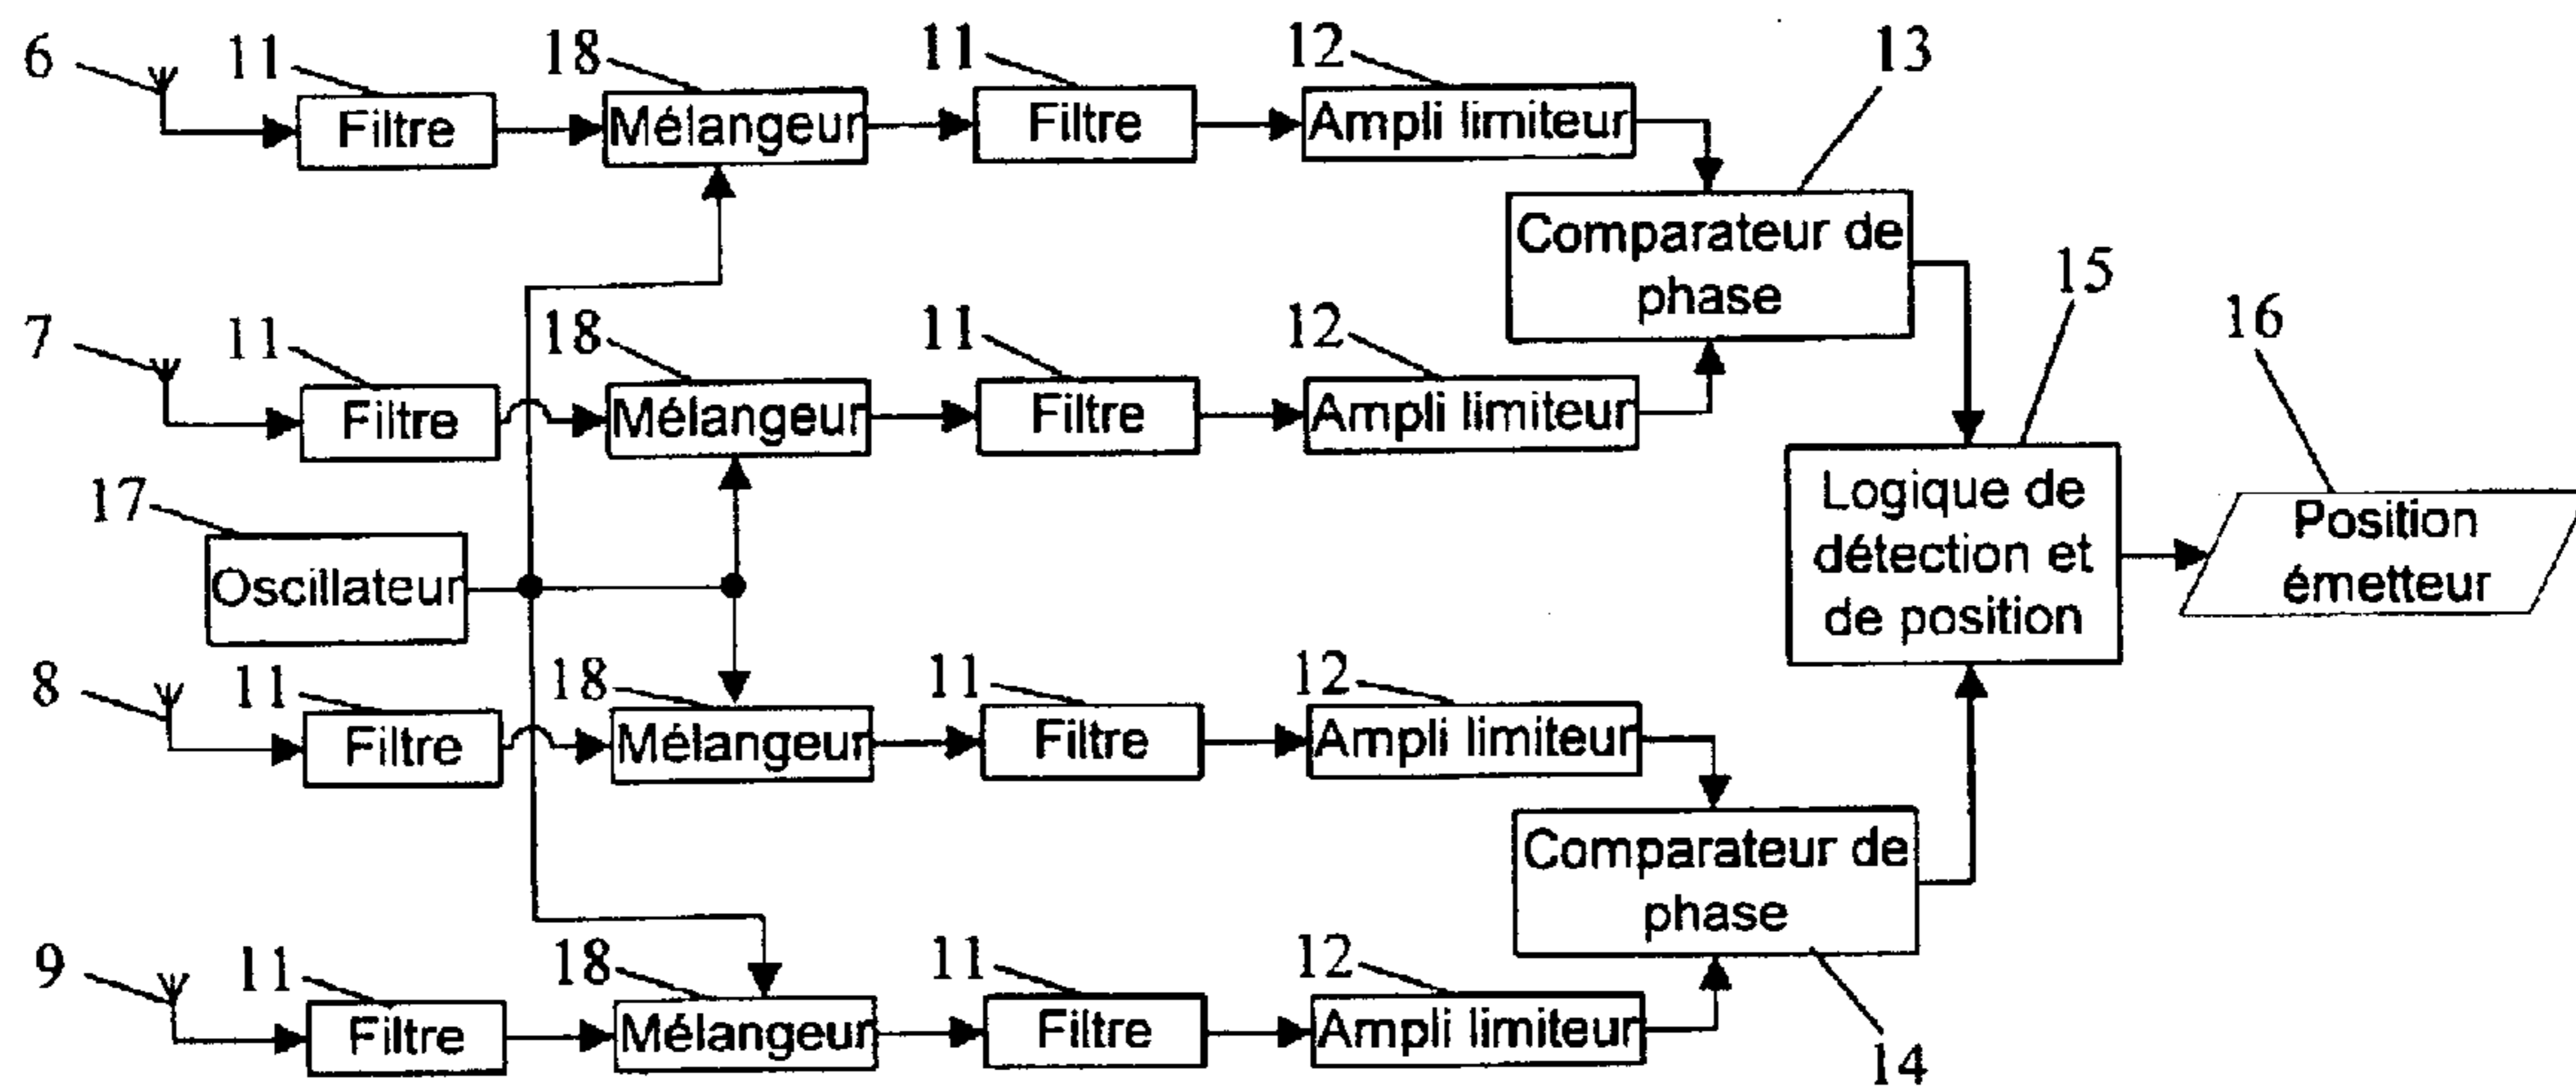 6 11 18 11 12 13
Filtre Mélangeur Filtre Ampli limiteur
Comparateur de
phase
7 11 18 11 12 15 16
Filtre Mélangeur Filtre Ampli limiteur
17
Oscillateur
Logique de
détection et
de position
Position
émetteur
8 11 18 11 12
Filtre Mélangeur Filtre Ampli limiteur
Comparateur de
phase
9 11 18 11 12
Filtre Mélangeur Filtre Ampli limiteur
14